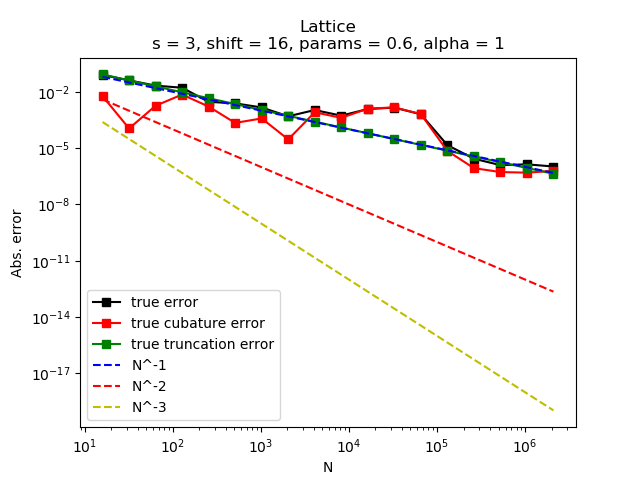 Lattice
s = 3, shift = 16, params = 0.6, alpha = 1
Abs. error
10^-2
10^-5
10^-8
10^-11
10^-14
10^-17
true error
true cubature error
true truncation error
N^-1
N^-2
N^-3
10^1
10^2
10^3
10^4
10^5
10^6
N